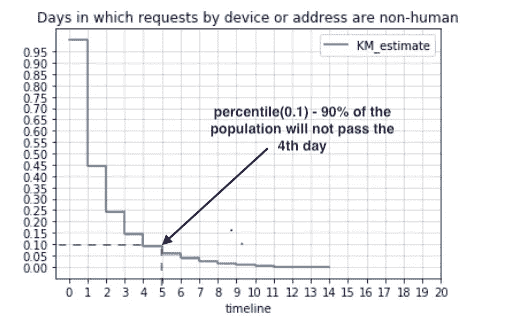 Days in which requests by device or address are non-human
KM_estimate
percentile(0.1) - 90% of the
population will not pass the
4th day
0.95
0.90
0.85
0.80
0.75
0.70
0.65
0.60
0.55
0.50
0.45
0.40
0.35
0.30
0.25
0.20
0.15
0.10
0.05
0.00
0 1 2 3 4 5 6 7 8 9 10 11 12 13 14 15 16 17 18 19 20
timeline